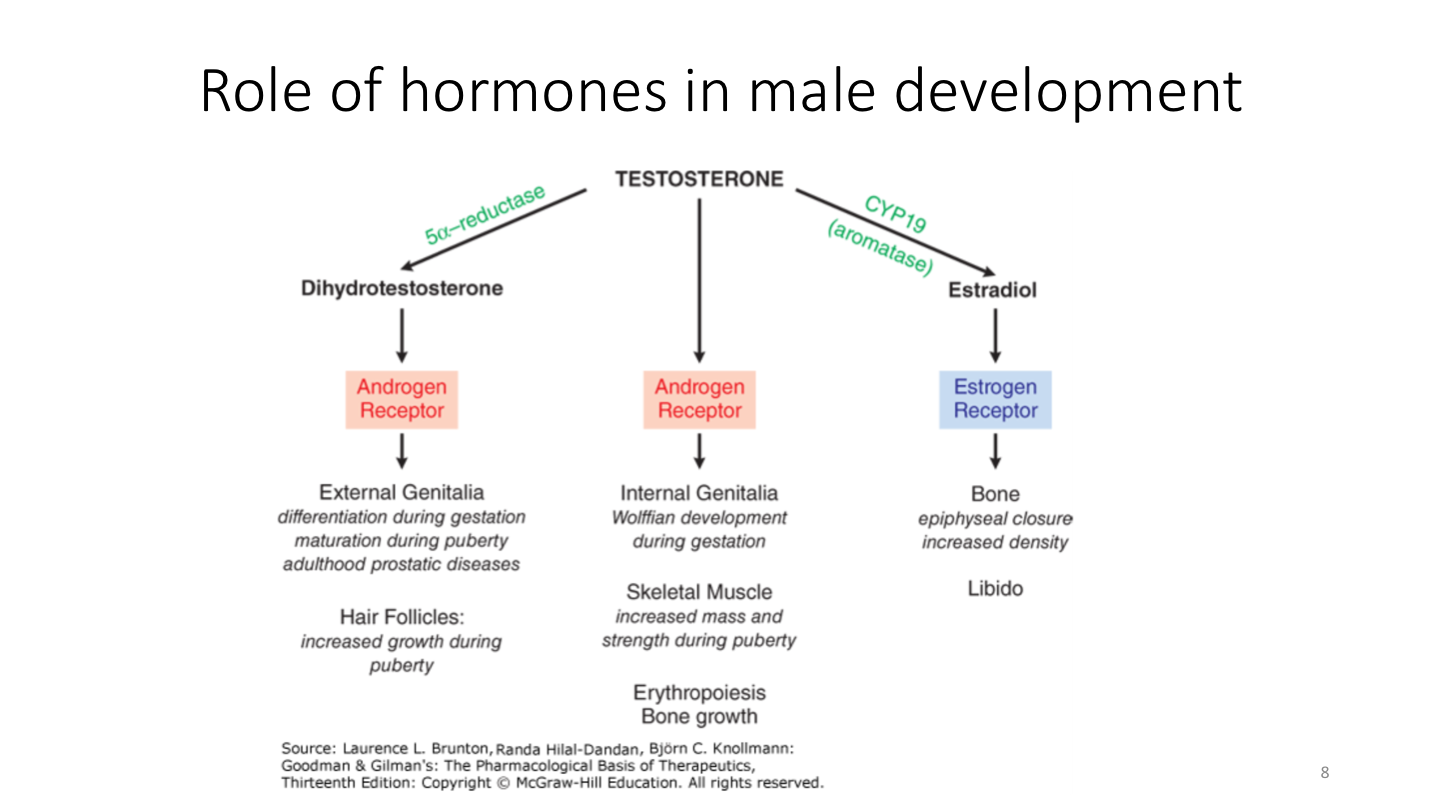 Role of hormones in male development
TESTOSTERONE
5α–reductase
CYP19
(aromatase)
Dihydrotestosterone
Estradiol
Androgen
Receptor
Androgen
Receptor
Estrogen
Receptor
External Genitalia
differentiation during gestation
maturation during puberty
adulthood prostatic diseases
Hair Follicles:
increased growth during
puberty
Internal Genitalia
Wolffian development
during gestation
Skeletal Muscle
increased mass and
strength during puberty
Erythropoiesis
Bone growth
Bone
epiphyseal closure
increased density
Libido
Source: Laurence L. Brunton, Randa Hilal-Dandan, Björn C. Knollmann:
Goodman & Gilman's: The Pharmacological Basis of Therapeutics,
Thirteenth Edition: Copyright © McGraw-Hill Education. All rights reserved.
8